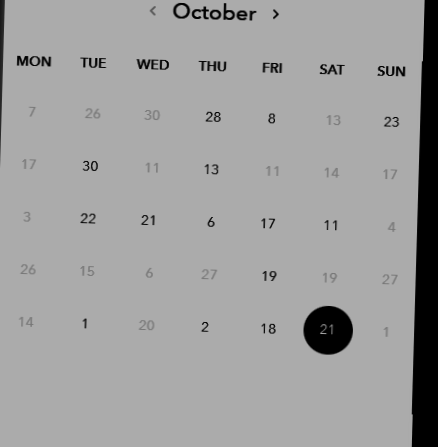 < October >
MON TUE WED THU FRI SAT SUN
7 26 30 28 8 13 23
17 30 11 13 11 14 17
3 22 21 6 17 11 4
26 15 6 27 19 19 27
14 1 20 2 18 21 1